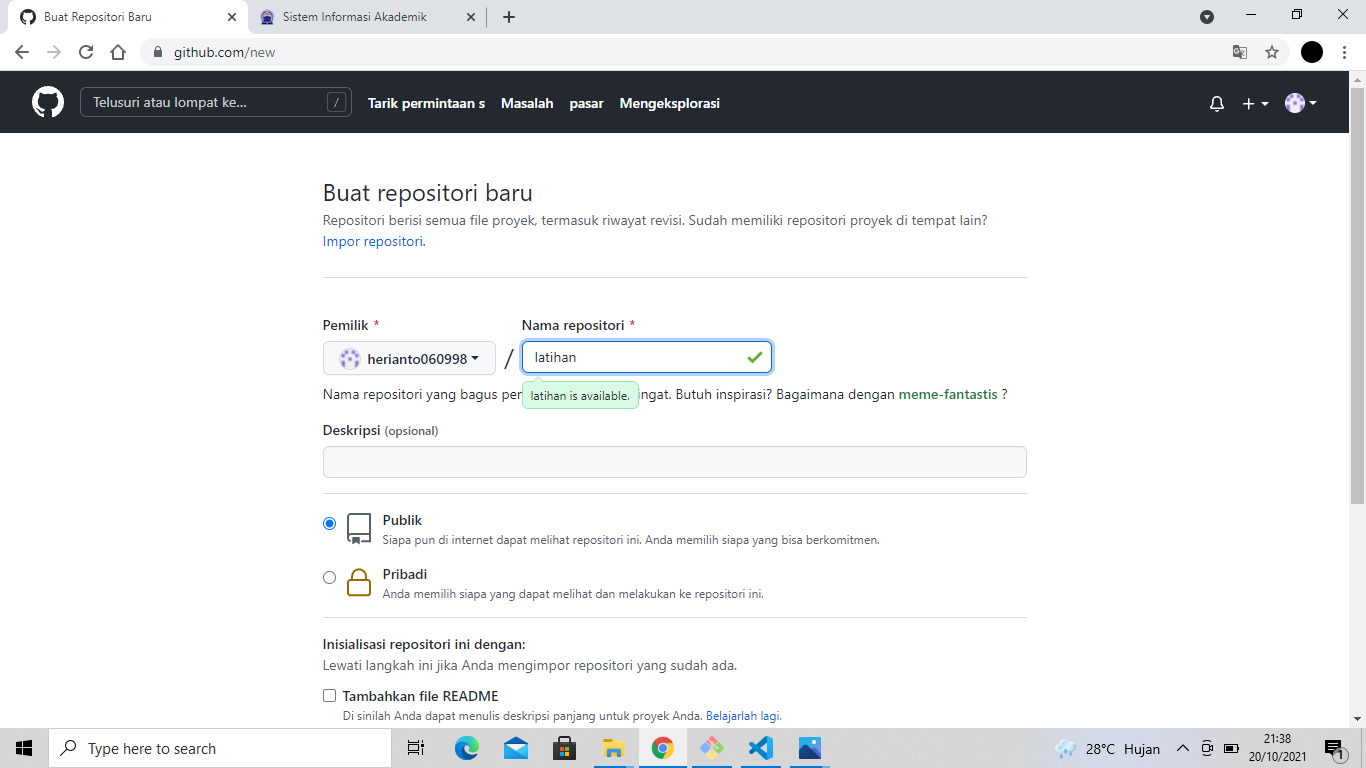 Buat Repositori Baru
Sistem Informasi Akademik
github.com/new
Telusuri atau lompat ke...
/
Tarik permintaan s
Masalah
pasar
Mengeksplorasi
Buat repositori baru
Repositori berisi semua file proyek, termasuk riwayat revisi. Sudah memiliki repositori proyek di tempat lain?
Impor repositori.
Pemilik *
Nama repositori *
herianto060998
/
latihan
Nama repositori yang bagus per
latihan is available.
ingat. Butuh inspirasi? Bagaimana dengan meme-fantastis ?
Deskripsi (opsional)
Publik
Siapa pun di internet dapat melihat repositori ini. Anda memilih siapa yang bisa berkomitmen.
Pribadi
Anda memilih siapa yang dapat melihat dan melakukan ke repositori ini.
Inisialisasi repositori ini dengan:
Lewati langkah ini jika Anda mengimpor repositori yang sudah ada.
Tambahkan file README
Di sinilah Anda dapat menulis deskripsi panjang untuk proyek Anda. Belajarlah lagi.
Type here to search
28°C Hujan
21:38
20/10/2021
1